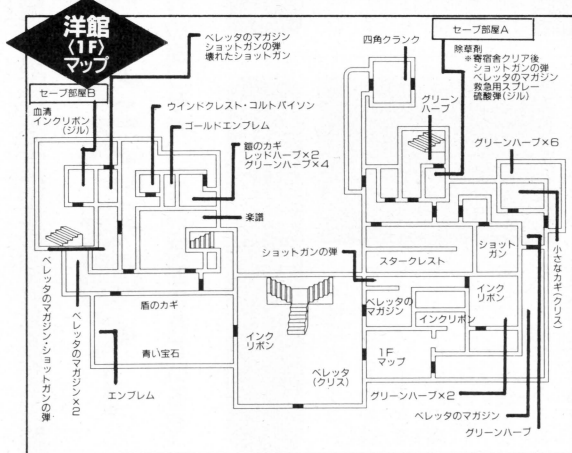 洋館
〈1F〉
マップ
ベレッタのマガジン
ショットガンの弾
壊れたショットガン
四角クランク
セーブ部屋A
除草剤
※寄宿舎クリア後
ショットガンの弾
ベレッタのマガジン
救急用スプレー
硫酸弾(ジル)
セーブ部屋B
血清
インクリボン
(ジル)
ウインドクレスト・コルトパイソン
ゴールドエンブレム
鎧のカギ
レッドハーブ×2
グリーンハーブ×4
楽譜
グリーン
ハーブ
グリーンハーブ×6
ショットガンの弾
スタークレスト
ショット
ガン
小さなカギ(クリス)
ベレッタのマガジン・ショットガンの弾
ベレッタのマガジン×2
盾のカギ
青い宝石
エンブレム
インク
リボン
ベレッタ
(クリス)
ベレッタの
マガジン
インクリボン
インク
リボン
1F
マップ
グリーンハーブ×2
ベレッタのマガジン
グリーンハーブ